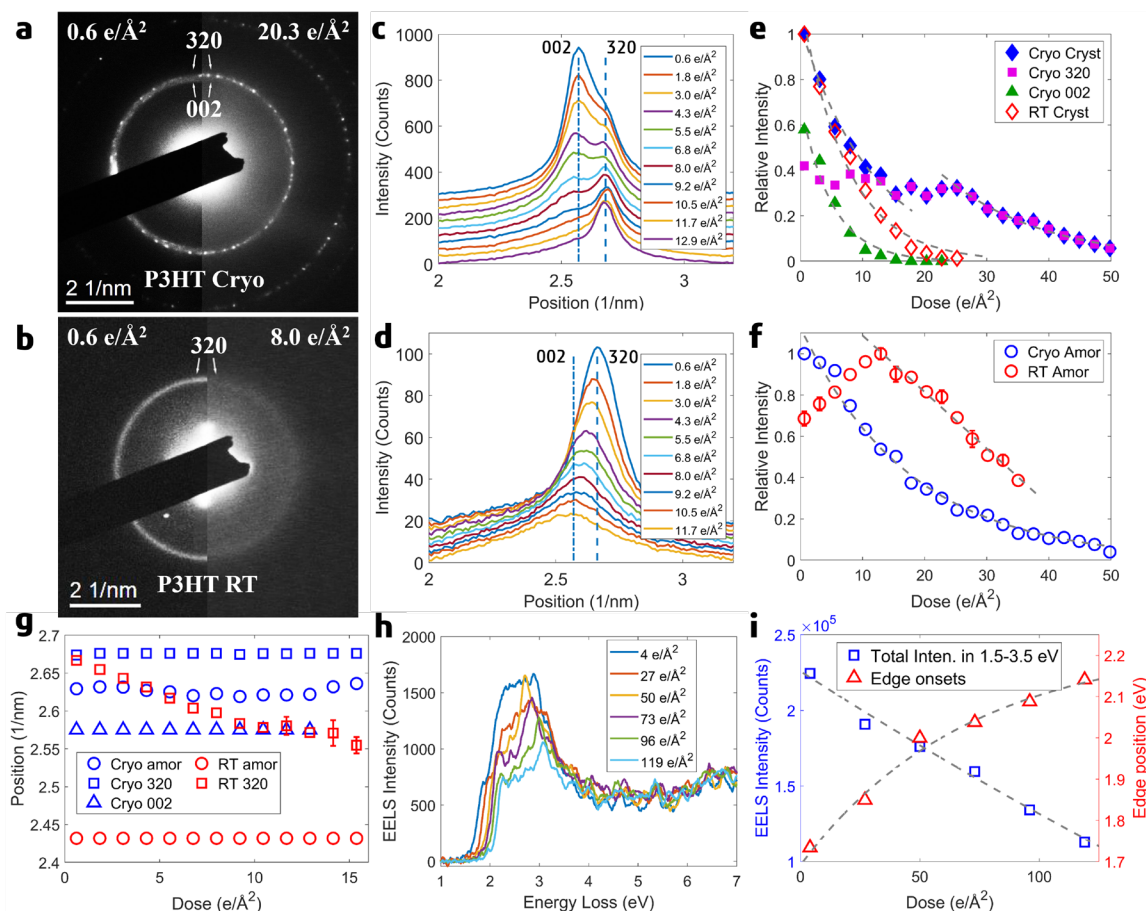 a
0.6 e/Å² 20.3 e/Å²
320
002
P3HT Cryo
2 1/nm
b
0.6 e/Å² 8.0 e/Å²
320
P3HT RT
2 1/nm
c
002 320
0.6 e/Å²
1.8 e/Å²
3.0 e/Å²
4.3 e/Å²
5.5 e/Å²
6.8 e/Å²
8.0 e/Å²
9.2 e/Å²
10.5 e/Å²
11.7 e/Å²
12.9 e/Å²
Intensity (Counts)
1000
800
600
400
200
0
2 2.5 3
Position (1/nm)
d
002 320
0.6 e/Å²
1.8 e/Å²
3.0 e/Å²
4.3 e/Å²
5.5 e/Å²
6.8 e/Å²
8.0 e/Å²
9.2 e/Å²
10.5 e/Å²
11.7 e/Å²
Intensity (Counts)
100
80
60
40
20
0
2 2.5 3
Position (1/nm)
e
Cryo Cryst
Cryo 320
Cryo 002
RT Cryst
Relative Intensity
1
0.8
0.6
0.4
0.2
0
0 10 20 30 40 50
Dose (e/Å²)
f
Cryo Amor
RT Amor
Relative Intensity
1
0.8
0.6
0.4
0.2
0
0 10 20 30 40 50
Dose (e/Å²)
g
Position (1/nm)
2.7
2.65
2.6
2.55
2.5
2.45
2.4
Cryo amor RT amor
Cryo 320 RT 320
Cryo 002
0 5 10 15
Dose (e/Å²)
h
4 e/Å²
27 e/Å²
50 e/Å²
73 e/Å²
96 e/Å²
119 e/Å²
EELS Intensity (Counts)
2000
1500
1000
500
0
1 2 3 4 5 6 7
Energy Loss (eV)
i
×10⁵
Total Inten. in 1.5-3.5 eV
Edge onsets
EELS Intensity (Counts)
2.5
2
1.5
1
0 50 100
Dose (e/Å²)
2.2
2.1
2
1.9
1.8
1.7
Edge position (eV)